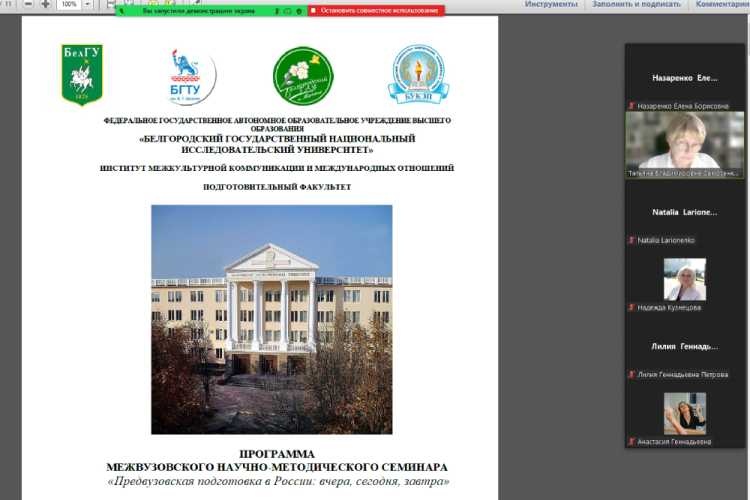 / 11
100%
Инструменты
Заполнить и подписать
Комментарии
Вы запустили демонстрацию экрана
Остановить совместное использование
БелГУ
1876
БГТУ
им. В.Г. Шухова
Белгородский
БУКЭП
ФЕДЕРАЛЬНОЕ ГОСУДАРСТВЕННОЕ АВТОНОМНОЕ ОБРАЗОВАТЕЛЬНОЕ УЧРЕЖДЕНИЕ ВЫСШЕГО
ОБРАЗОВАНИЯ
«БЕЛГОРОДСКИЙ ГОСУДАРСТВЕННЫЙ НАЦИОНАЛЬНЫЙ
ИССЛЕДОВАТЕЛЬСКИЙ УНИВЕРСИТЕТ»
ИНСТИТУТ МЕЖКУЛЬТУРНОЙ КОММУНИКАЦИИ И МЕЖДУНАРОДНЫХ ОТНОШЕНИЙ
ПОДГОТОВИТЕЛЬНЫЙ ФАКУЛЬТЕТ
ПРОГРАММА
МЕЖВУЗОВСКОГО НАУЧНО-МЕТОДИЧЕСКОГО СЕМИНАРА
«Предвузовская подготовка в России: вчера, сегодня, завтра»
Назаренко Еле...
Назаренко Елена Борисовна
Татьяна Владимировна
Natalia Larione...
Natalia Larionenko
Надежда Кузнецова
Лилия Геннадь...
Лилия Геннадьевна Петрова
Анастасия Геннадьевна